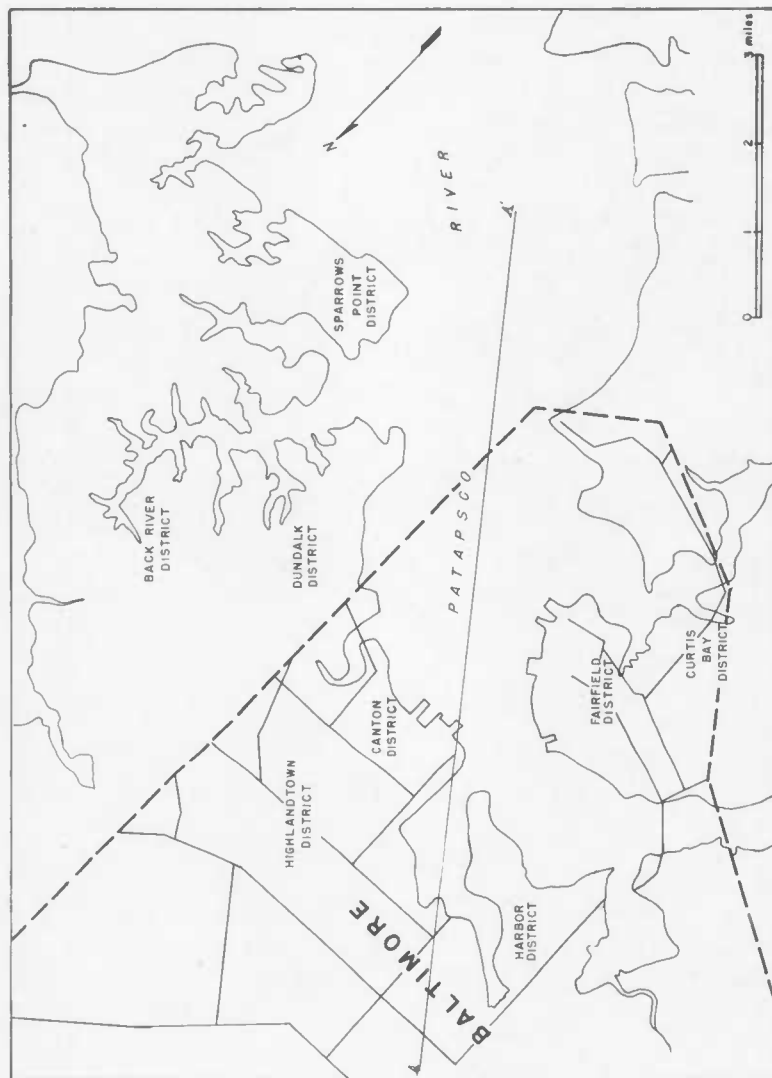 BACK RIVER
DISTRICT
DUNDALK
DISTRICT
SPARROWS
POINT
DISTRICT
N
HIGHLANDTOWN
DISTRICT
CANTON
DISTRICT
BALTIMORE
PATAPSCO
RIVER
A'
A
HARBOR
DISTRICT
FAIRFIELD
DISTRICT
CURTIS
BAY
DISTRICT
0 1 2 3 miles